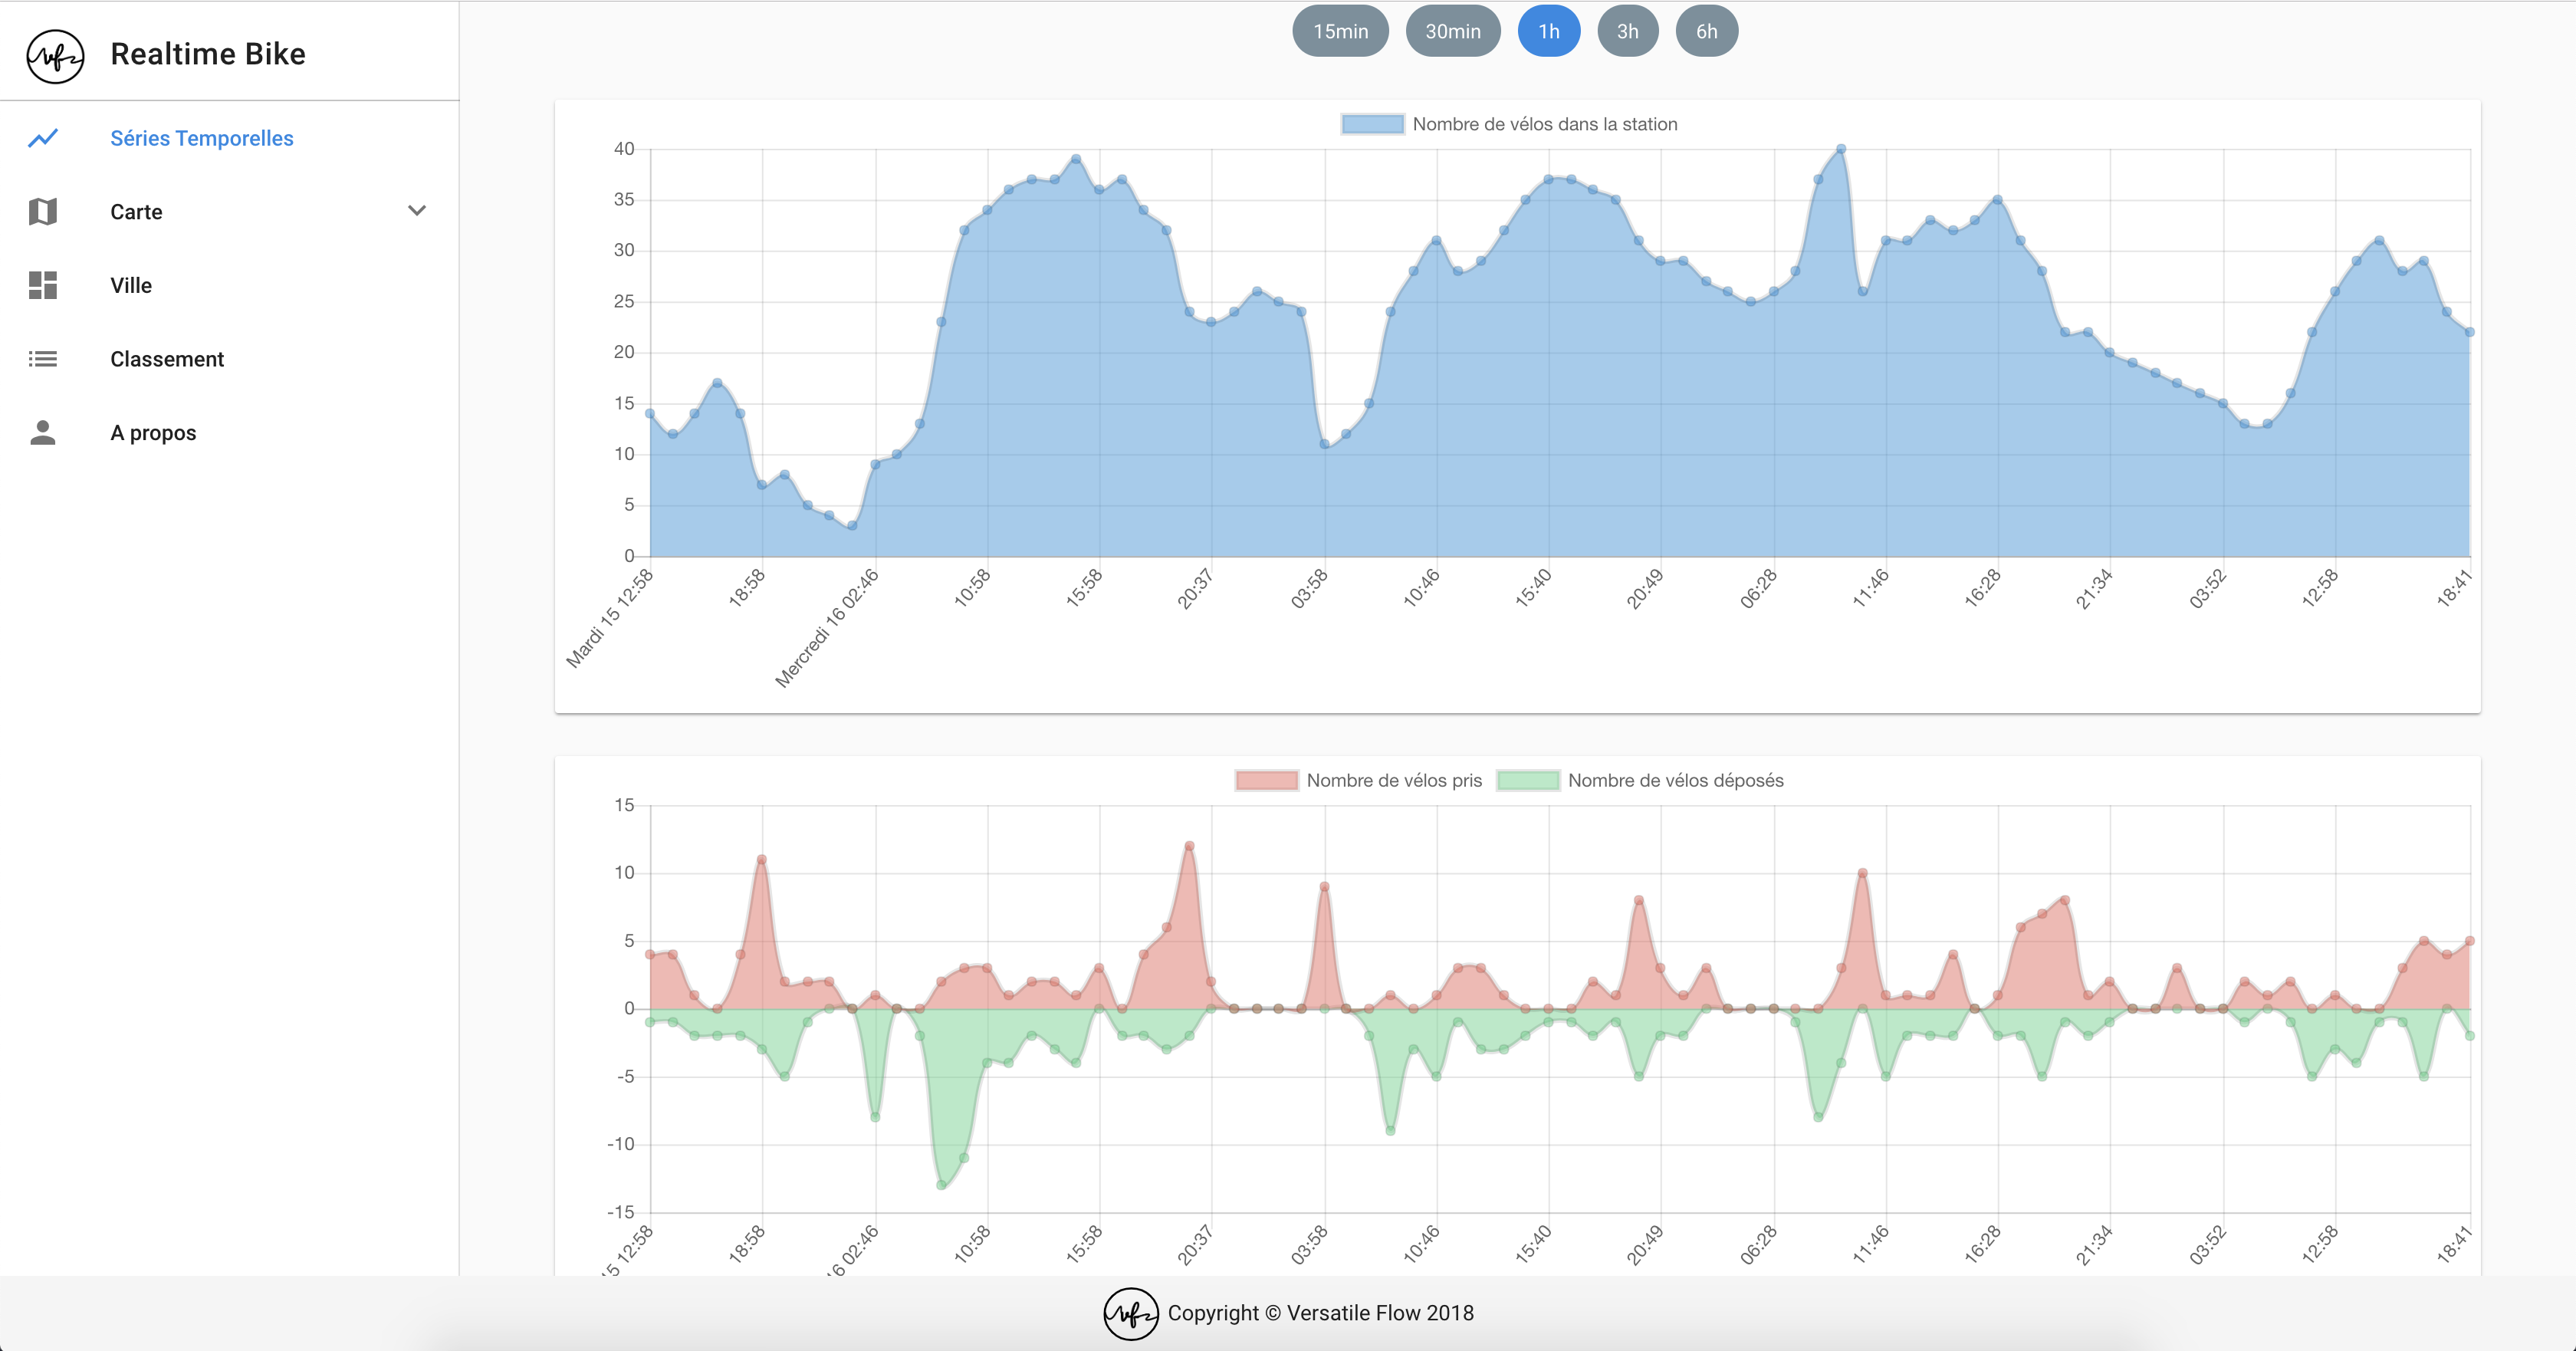 Realtime Bike
Séries Temporelles
Carte
Ville
Classement
A propos
15min 30min 1h 3h 6h
Nombre de vélos dans la station
40
35
30
25
20
15
10
5
0
Mardi 15 12:58 18:58 Mercredi 16 02:46 10:58 15:58 20:37 03:58 10:46 15:40 20:49 06:28 11:46 16:28 21:34 03:52 12:58 18:41
Nombre de vélos pris Nombre de vélos déposés
15
10
5
0
-5
-10
-15
15 12:58 18:58 16 02:46 10:58 15:58 20:37 03:58 10:46 15:40 20:49 06:28 11:46 16:28 21:34 03:52 12:58 18:41
Copyright © Versatile Flow 2018